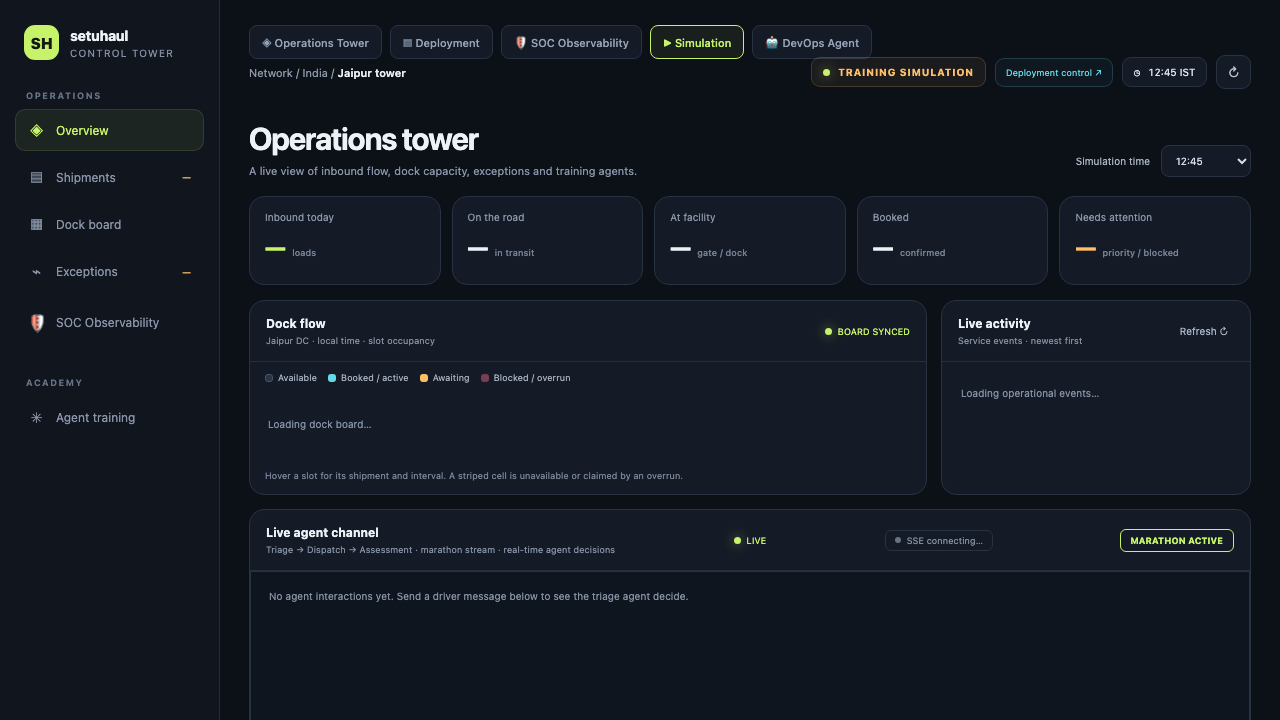 SH
setuhaul
CONTROL TOWER
OPERATIONS
Overview
Shipments –
Dock board
Exceptions –
SOC Observability
ACADEMY
Agent training
Operations Tower
Deployment
SOC Observability
Simulation
DevOps Agent
Network / India / Jaipur tower
TRAINING SIMULATION
Deployment control ↗
12:45 IST
↻
Operations tower
A live view of inbound flow, dock capacity, exceptions and training agents.
Simulation time
12:45
Inbound today
— loads
On the road
— in transit
At facility
— gate / dock
Booked
— confirmed
Needs attention
— priority / blocked
Dock flow
Jaipur DC · local time · slot occupancy
BOARD SYNCED
Available
Booked / active
Awaiting
Blocked / overrun
Loading dock board…
Hover a slot for its shipment and interval. A striped cell is unavailable or claimed by an overrun.
Live activity
Service events · newest first
Refresh ↻
Loading operational events…
Live agent channel
Triage → Dispatch → Assessment · marathon stream · real-time agent decisions
LIVE
SSE connecting…
MARATHON ACTIVE
No agent interactions yet. Send a driver message below to see the triage agent decide.